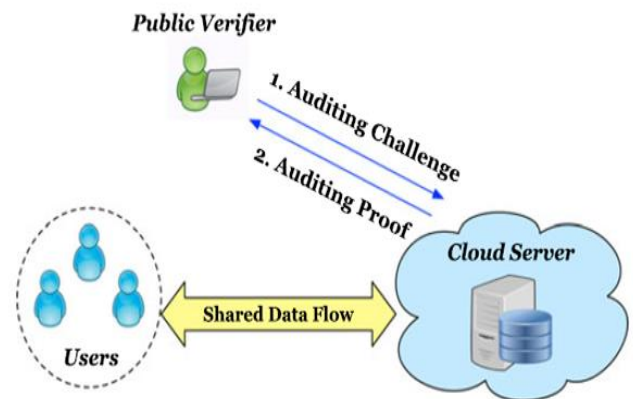 Public Verifier
1. Auditing Challenge
2. Auditing Proof
Cloud Server
Shared Data Flow
Users